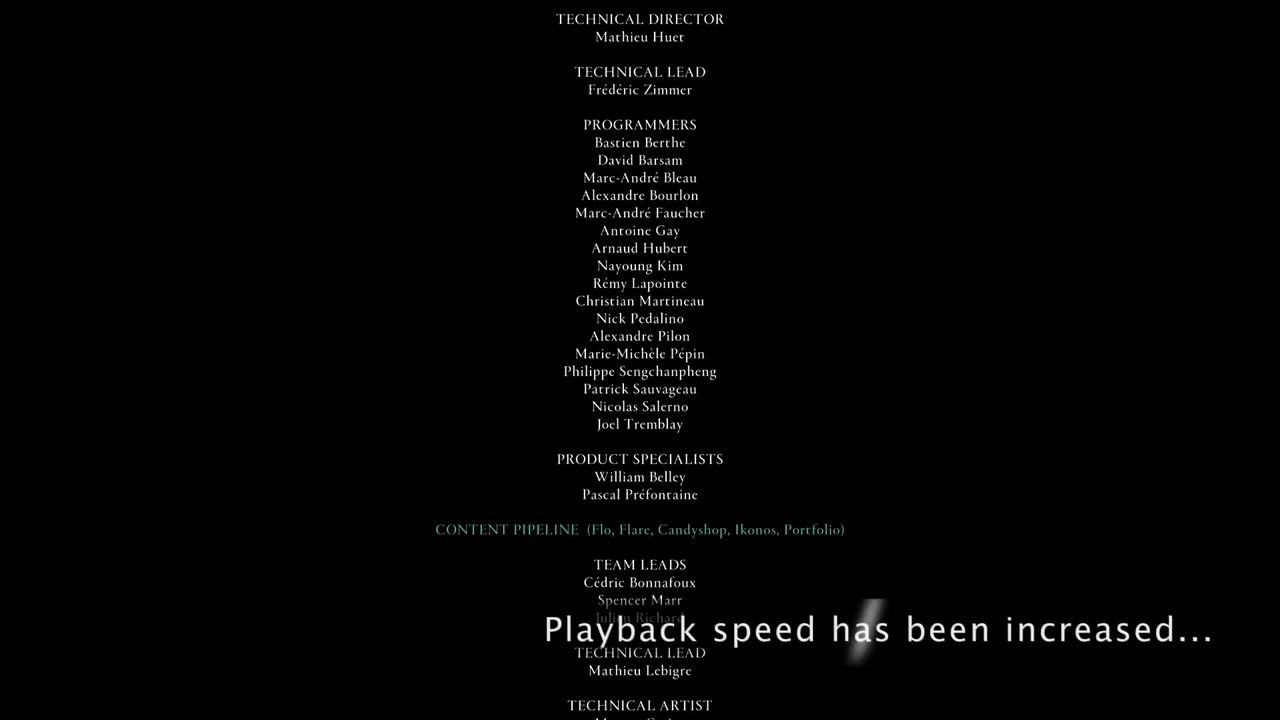 TECHNICAL DIRECTOR
Mathieu Huet
TECHNICAL LEAD
Frédéric Zimmer
PROGRAMMERS
Bastien Berthe
David Barsam
Marc-André Bleau
Alexandre Bourlon
Marc-André Faucher
Antoine Gay
Arnaud Hubert
Nayoung Kim
Rémy Lapointe
Christian Martineau
Nick Pedalino
Alexandre Pilon
Marie-Michèle Pépin
Philippe Sengchanpheng
Patrick Sauvageau
Nicolas Salerno
Joel Tremblay
PRODUCT SPECIALISTS
William Belley
Pascal Préfontaine
CONTENT PIPELINE (Flo, Flare, Candyshop, Ikonos, Portfolio)
TEAM LEADS
Cédric Bonnafoux
Spencer Marr
Julien Richard
Playback speed has been increased...
TECHNICAL LEAD
Mathieu Lebigre
TECHNICAL ARTIST